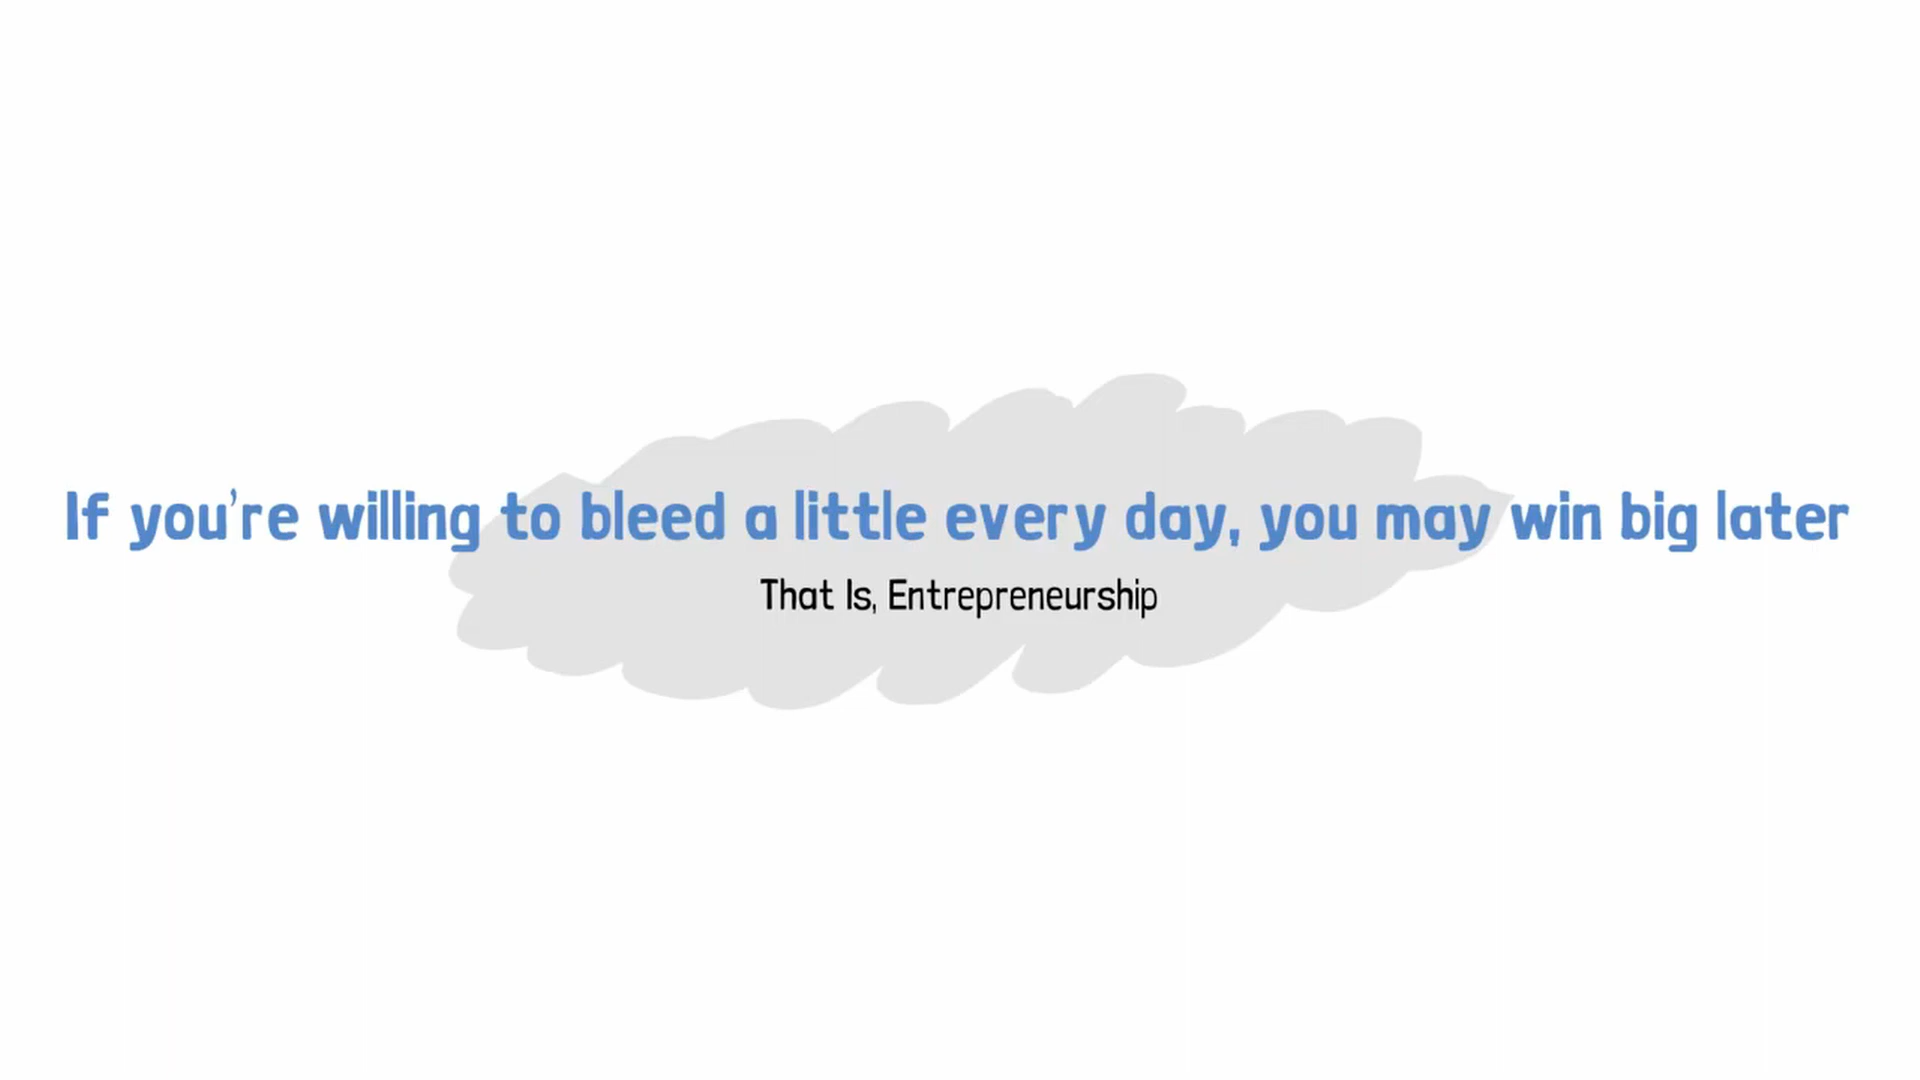 If you're willing to bleed a little every day, you may win big later
That Is, Entrepreneurship